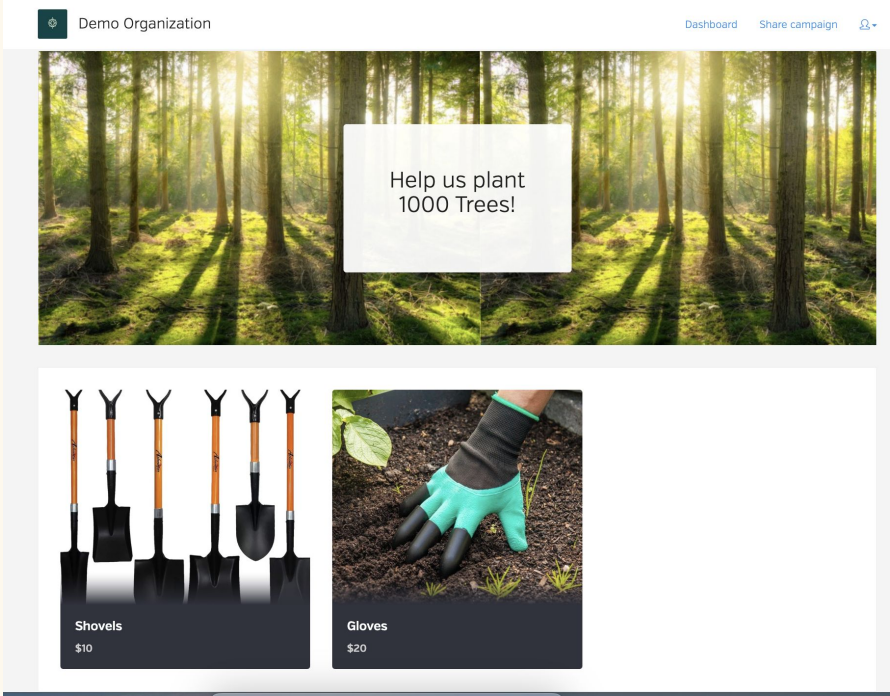 Demo Organization
Dashboard
Share campaign
Help us plant
1000 Trees!
Shovels
$10
Gloves
$20